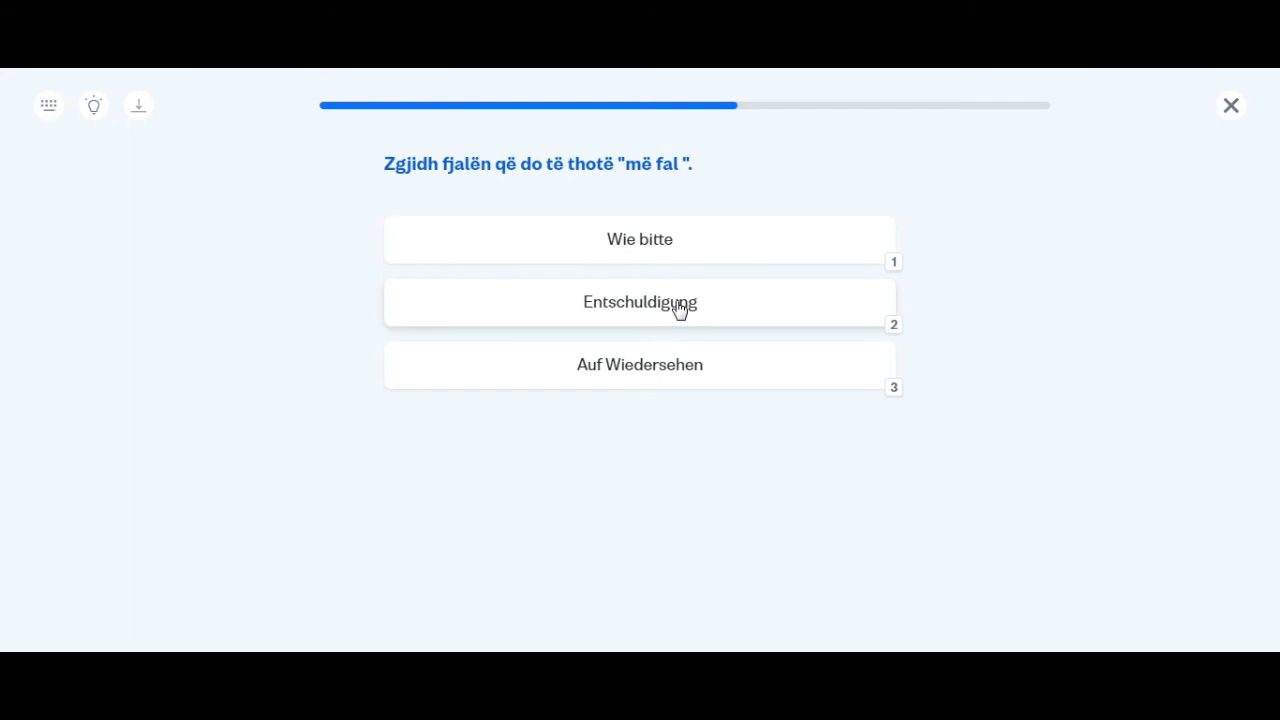 Zgjidh fjalën që do të thotë "më fal ".
Wie bitte
1
Entschuldigung
2
Auf Wiedersehen
3